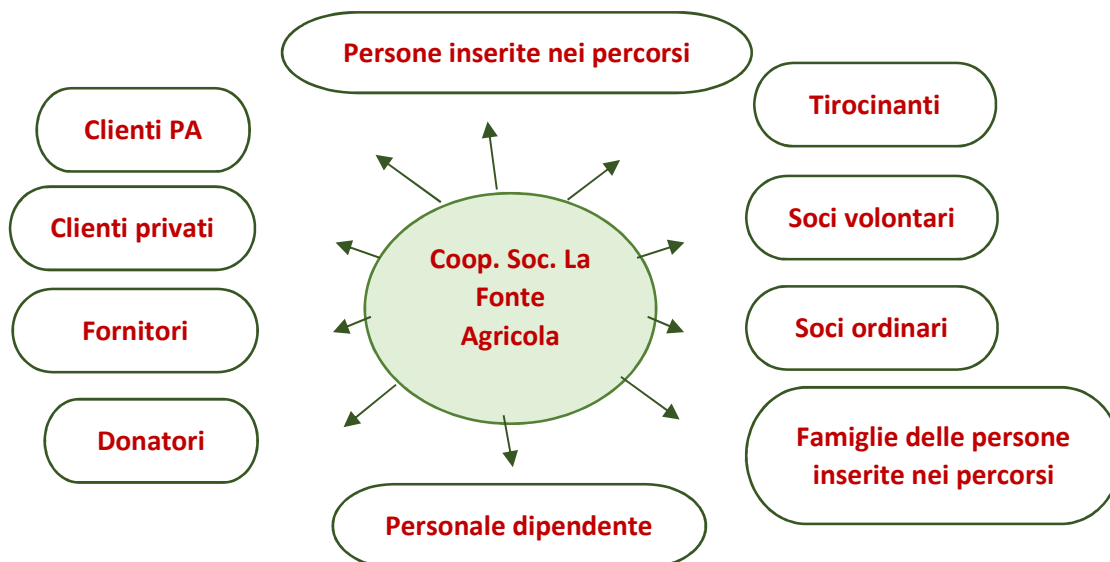 Persone inserite nei percorsi
Tirocinanti
Clienti PA
Soci volontari
Clienti privati
Coop. Soc. La
Fonte
Agricola
Fornitori
Soci ordinari
Donatori
Famiglie delle persone
inserite nei percorsi
Personale dipendente